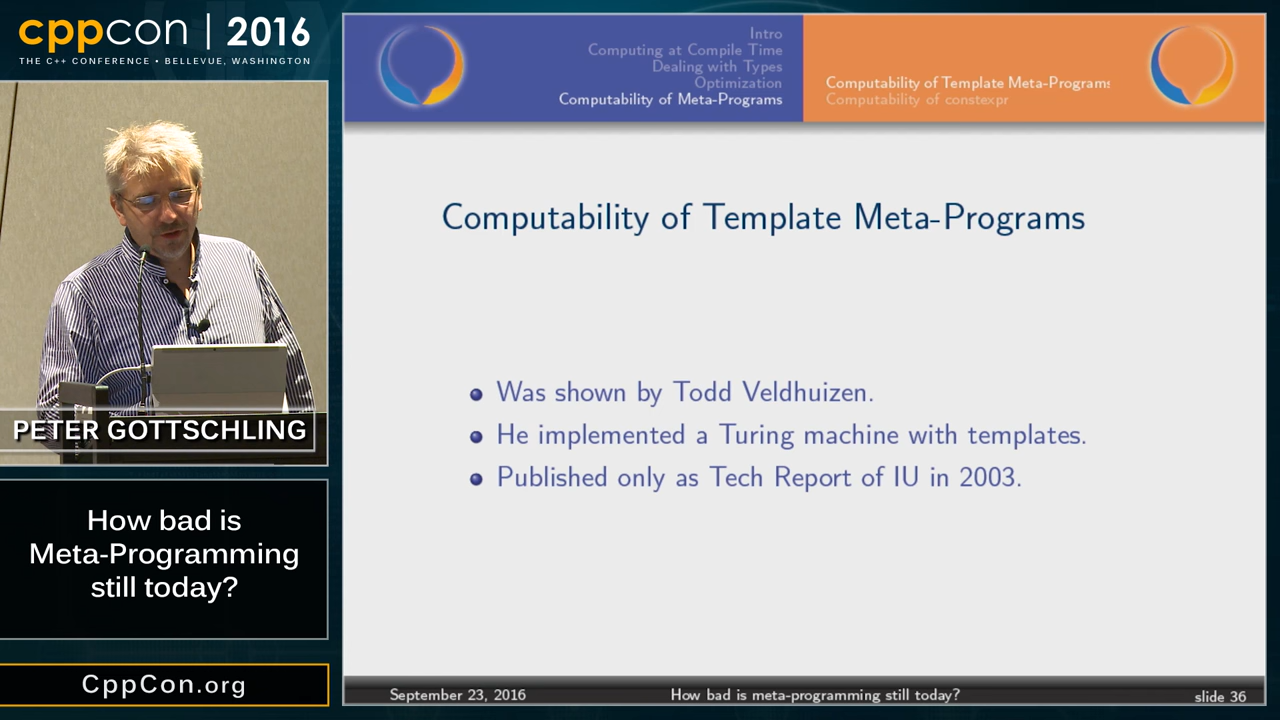 cppcon | 2016
THE C++ CONFERENCE • BELLEVUE, WASHINGTON
PETER GOTTSCHLING
How bad is
Meta-Programming
still today?
CppCon.org
Intro
Computing at Compile Time
Dealing with Types
Optimization
Computability of Meta-Programs
Computability of Template Meta-Programs
Computability of constexpr
Computability of Template Meta-Programs
Was shown by Todd Veldhuizen.
He implemented a Turing machine with templates.
Published only as Tech Report of IU in 2003.
September 23, 2016
How bad is meta-programming still today?
slide 36